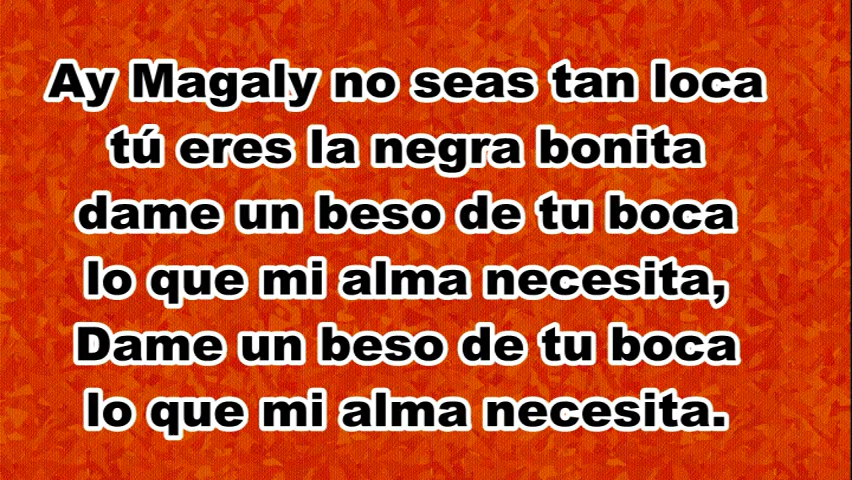 Ay Magaly no seas tan loca
tú eres la negra bonita
dame un beso de tu boca
lo que mi alma necesita,
Dame un beso de tu boca
lo que mi alma necesita.